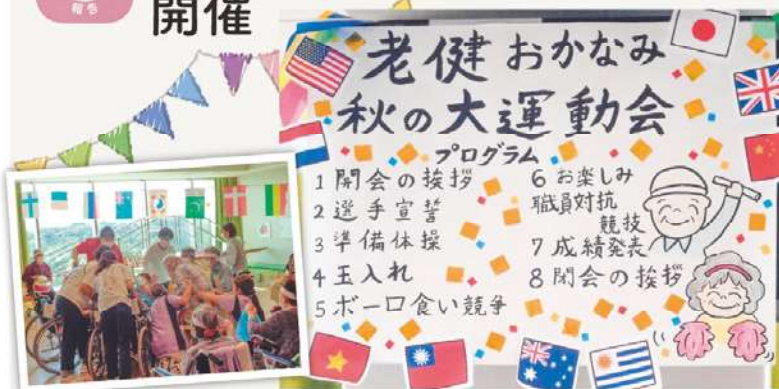 報告
開催
老健おかなみ
秋の大運動会
プログラム
1 開会の挨拶
2 選手宣誓
3 準備体操
4 玉入れ
5 ボーロ食い競争
6 お楽しみ
職員対抗
競技
7 成績発表
8 閉会の挨拶